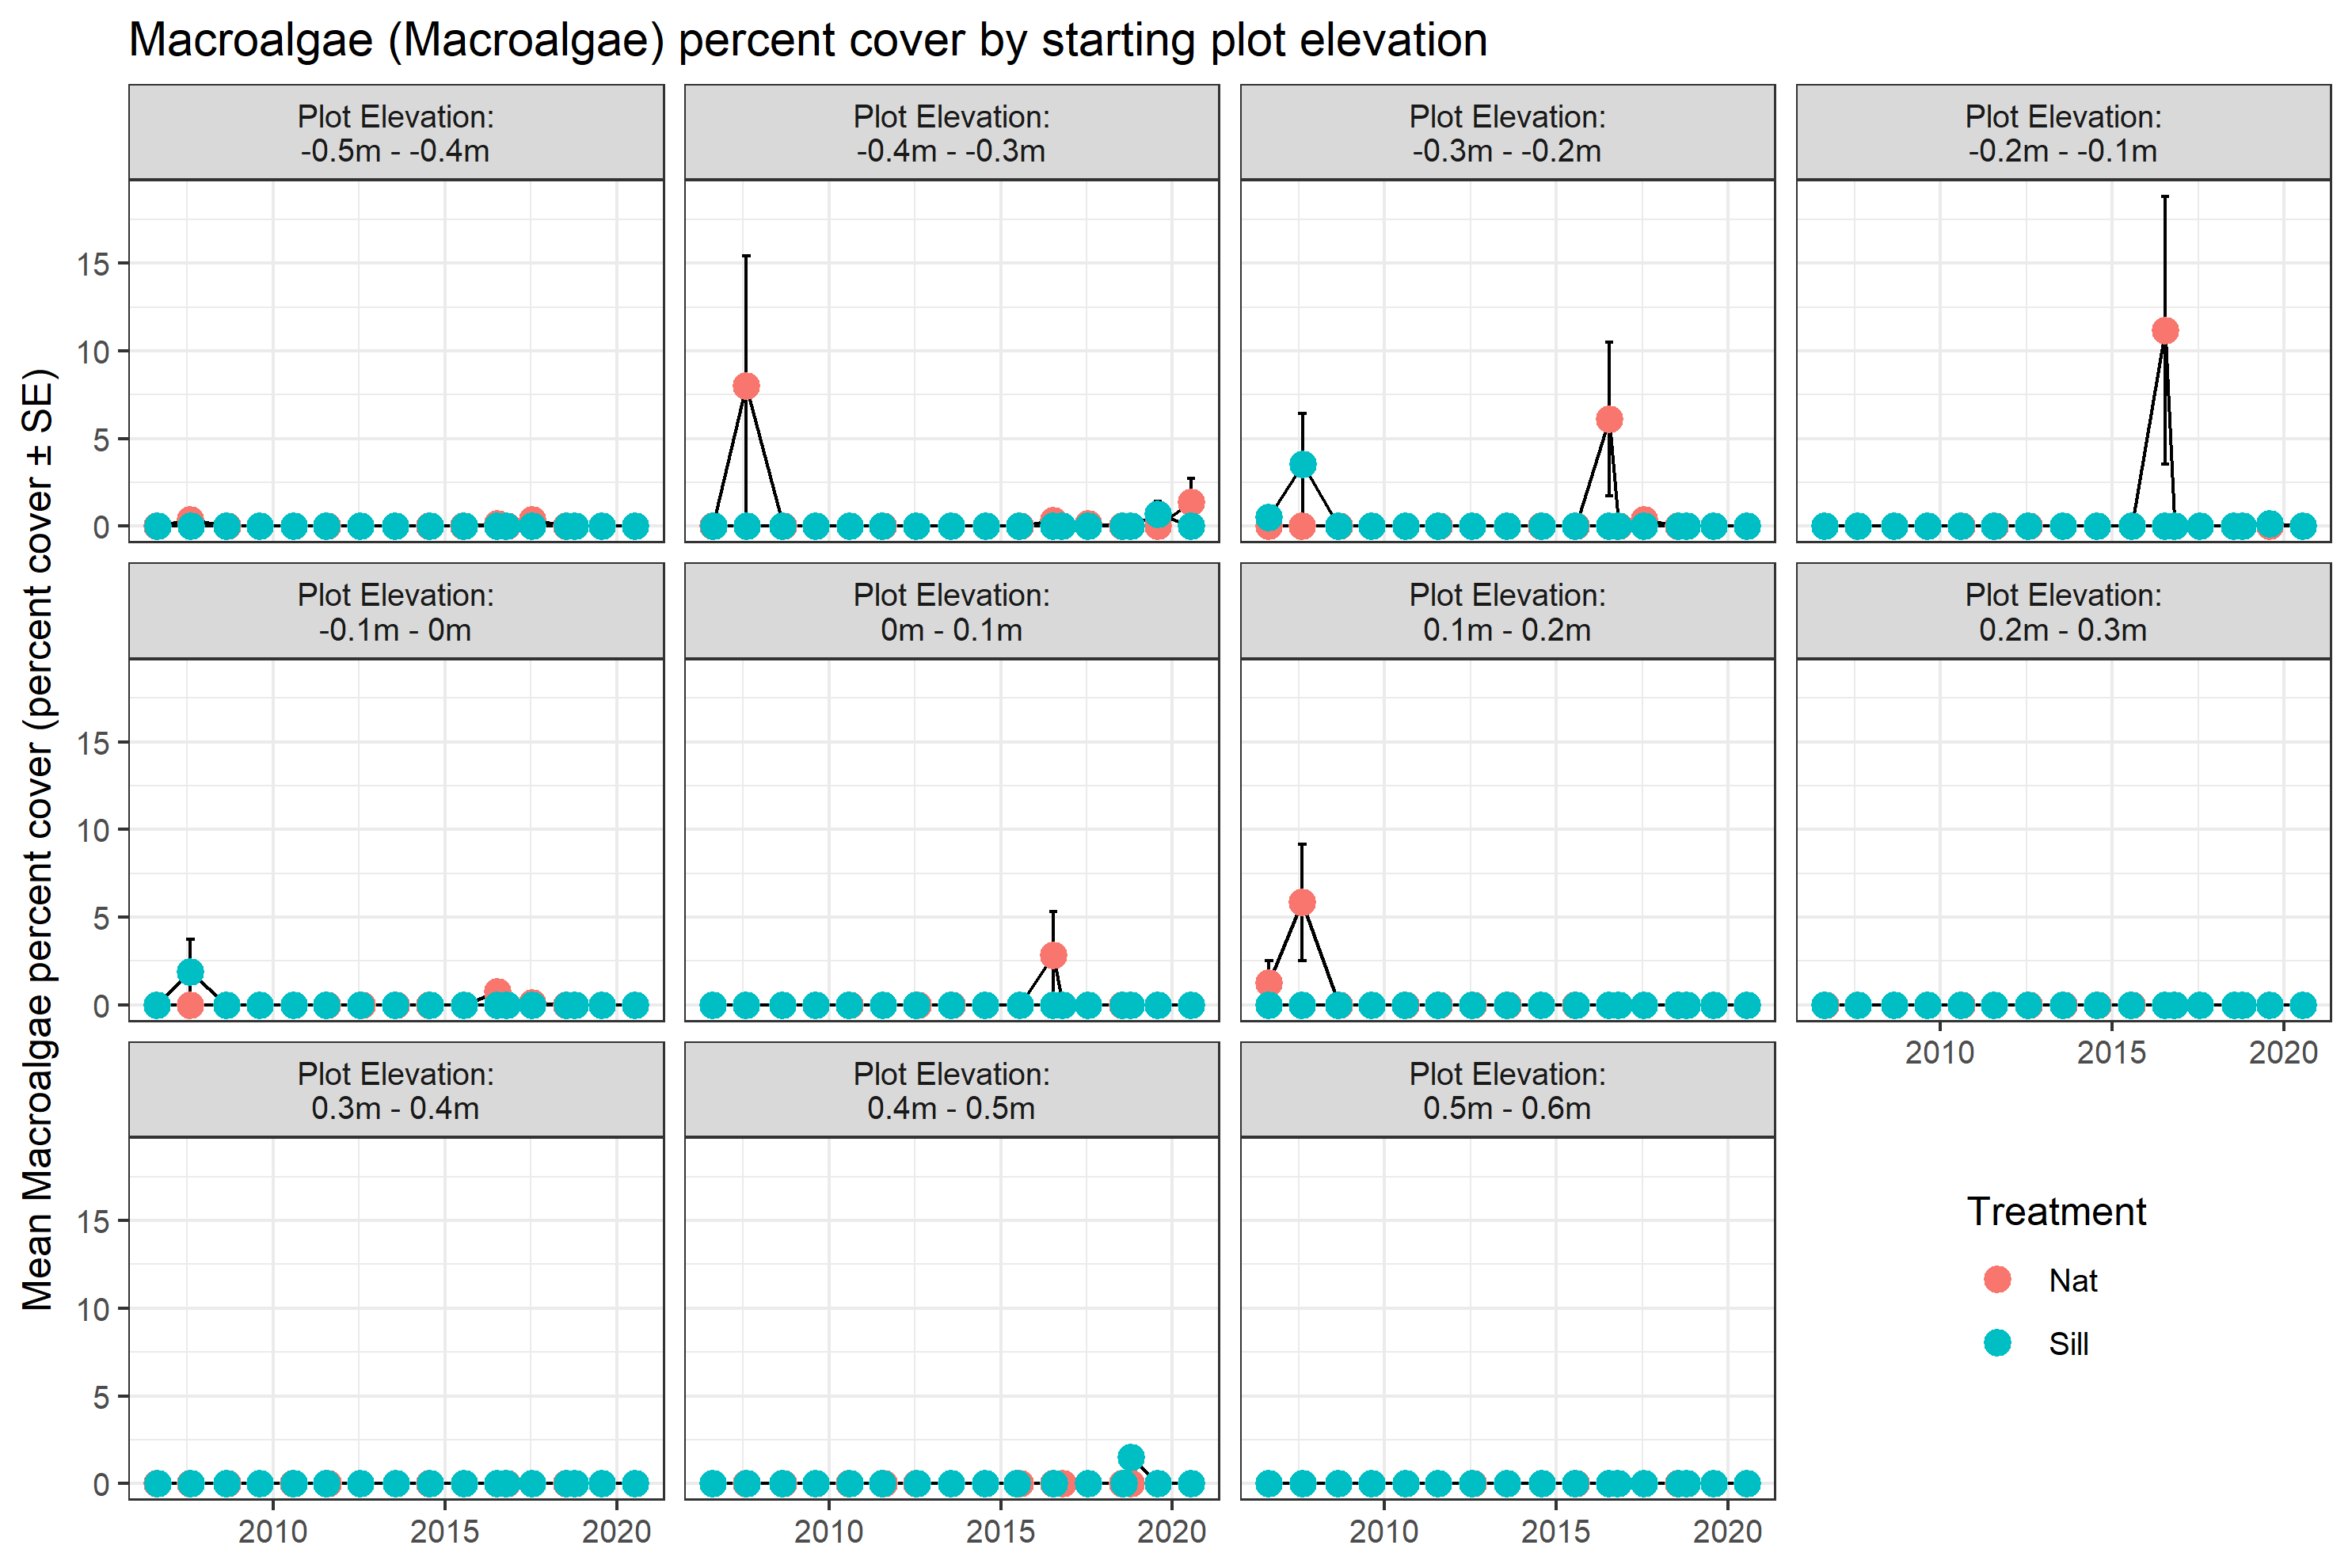 Macroalgae (Macroalgae) percent cover by starting plot elevation
Mean Macroalgae percent cover (percent cover ± SE)
Plot Elevation:
-0.5m - -0.4m
Plot Elevation:
-0.4m - -0.3m
Plot Elevation:
-0.3m - -0.2m
Plot Elevation:
-0.2m - -0.1m
15
10
5
0
Plot Elevation:
-0.1m - 0m
Plot Elevation:
0m - 0.1m
Plot Elevation:
0.1m - 0.2m
Plot Elevation:
0.2m - 0.3m
15
10
5
0
2010 2015 2020
Plot Elevation:
0.3m - 0.4m
Plot Elevation:
0.4m - 0.5m
Plot Elevation:
0.5m - 0.6m
15
10
5
0
2010 2015 2020
2010 2015 2020
2010 2015 2020
Treatment
Nat
Sill